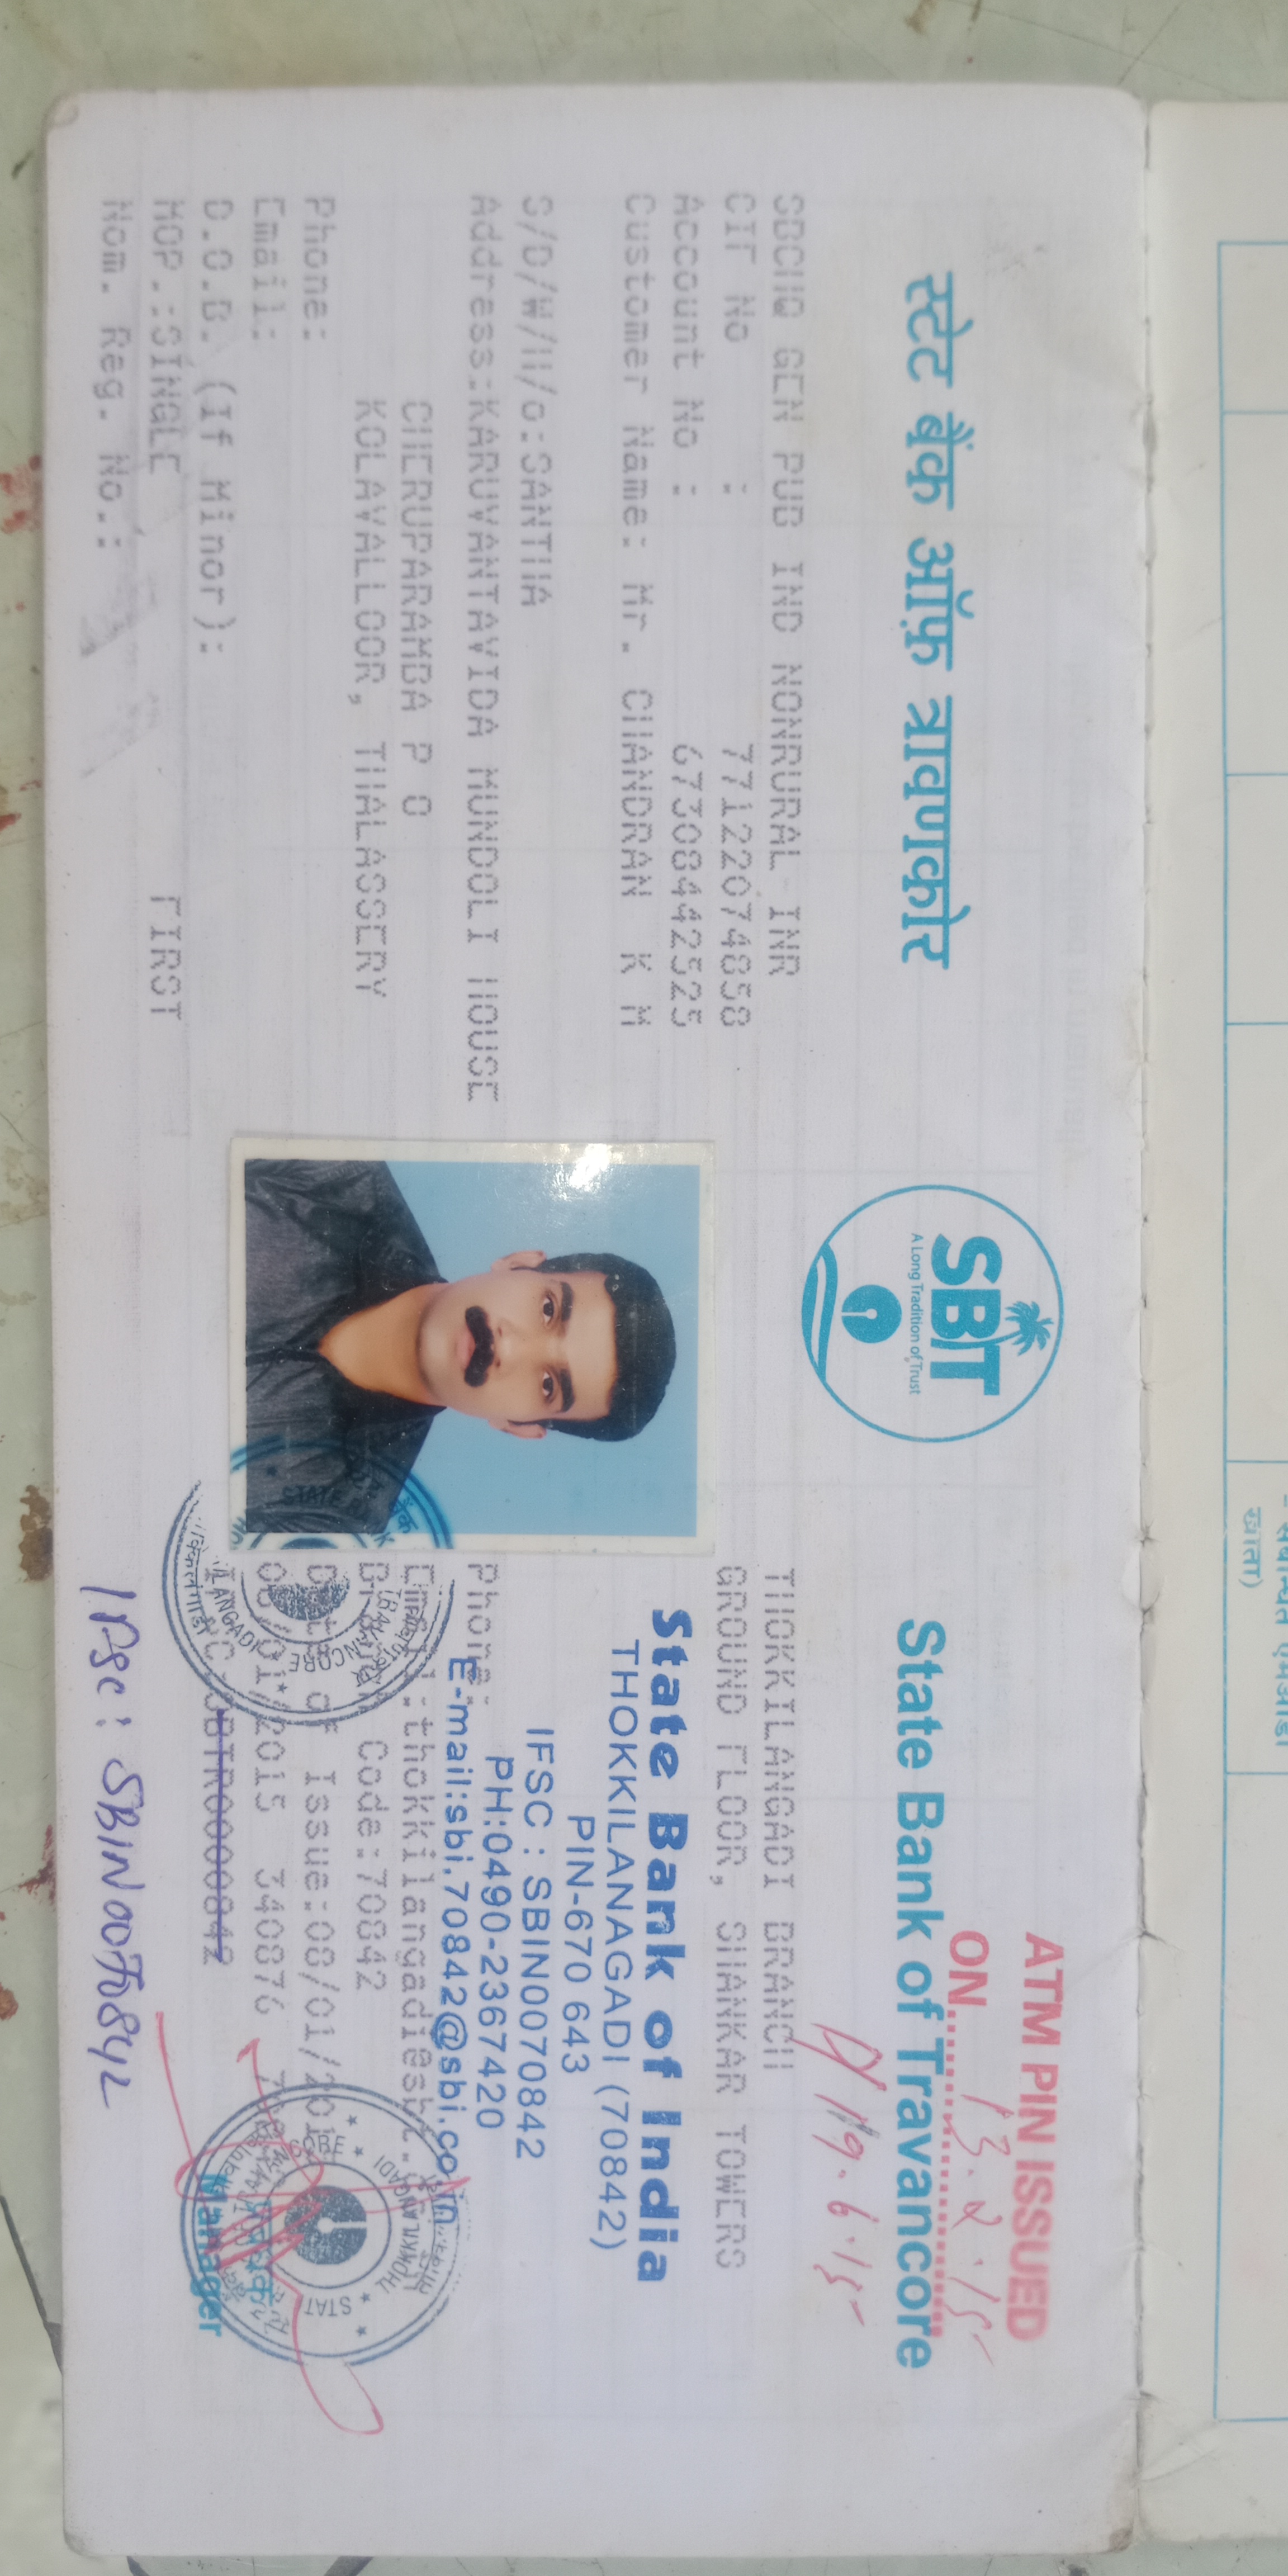 स्टेट बैंक ऑफ़ त्रावणकोर
SBT
A Long Tradition of Trust
State Bank of Travancore
ATM PIN ISSUED
ON 13.2.15
19.6.15
SBCHQ GEN PUB IND NONRURAL INR
CIF No : 77122074858
Account No : 67308442525
Customer Name: Mr. CHANDRAN K M
S/D/W/H/o:SANTHA
Address:KARUVANTAVIDA MUNDOLI HOUSE
CHERUPARAMBA P O
KOLAVALLOOR, THALASSERY
Phone:
Email:
D.O.B. (If Minor):
MOP.:SINGLE FIRST
Nom. Reg. No.:
THOKKILANGADI BRANCH
GROUND FLOOR, SHANKAR TOWERS
State Bank of India
THOKKILANAGADI (70842)
PIN-670 643
IFSC : SBIN0070842
PH:0490-2367420
E-mail:sbi.70842@sbi.co.in
Phone:
Email:thokkilangadi@sbt.
Branch Code:70842
Date of Issue:08/01/201
08/01/2015 340876
SBTR0000842
Manager
IFSC : SBIN0070842
खाता)